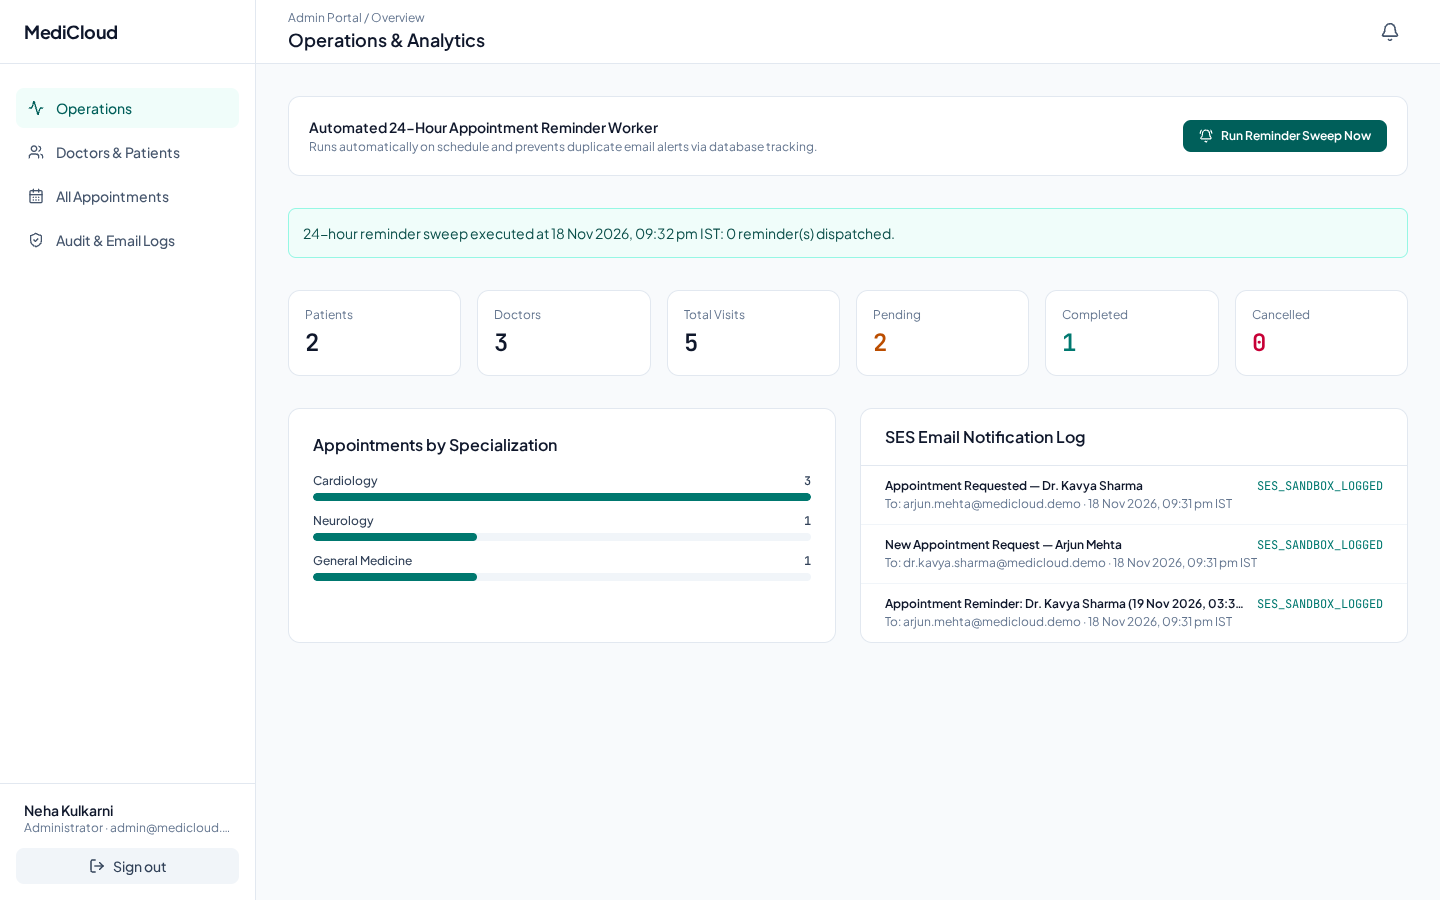 MediCloud
Operations
Doctors & Patients
All Appointments
Audit & Email Logs
Neha Kulkarni
Administrator · admin@medicloud....
Sign out
Admin Portal / Overview
Operations & Analytics
Automated 24-Hour Appointment Reminder Worker
Runs automatically on schedule and prevents duplicate email alerts via database tracking.
Run Reminder Sweep Now
24-hour reminder sweep executed at 18 Nov 2026, 09:32 pm IST: 0 reminder(s) dispatched.
Patients
2
Doctors
3
Total Visits
5
Pending
2
Completed
1
Cancelled
0
Appointments by Specialization
Cardiology 3
Neurology 1
General Medicine 1
SES Email Notification Log
Appointment Requested — Dr. Kavya Sharma SES_SANDBOX_LOGGED
To: arjun.mehta@medicloud.demo · 18 Nov 2026, 09:31 pm IST
New Appointment Request — Arjun Mehta SES_SANDBOX_LOGGED
To: dr.kavya.sharma@medicloud.demo · 18 Nov 2026, 09:31 pm IST
Appointment Reminder: Dr. Kavya Sharma (19 Nov 2026, 03:3... SES_SANDBOX_LOGGED
To: arjun.mehta@medicloud.demo · 18 Nov 2026, 09:31 pm IST